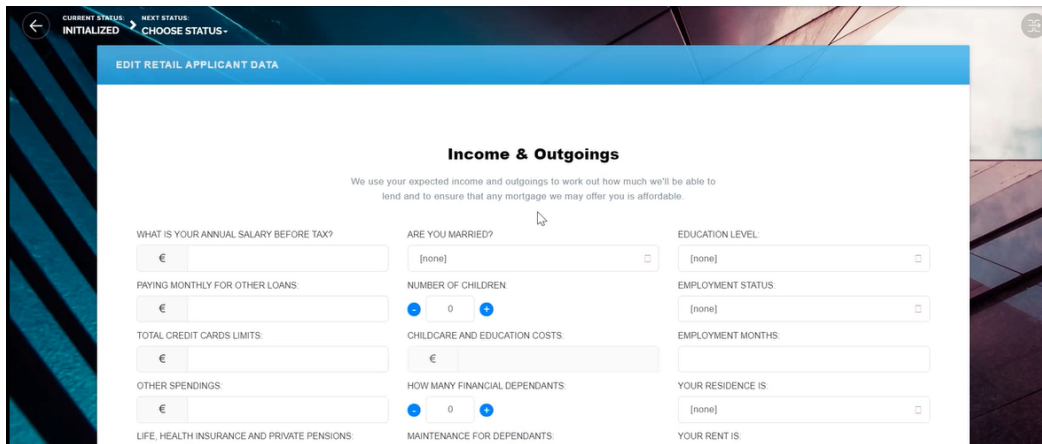 CURRENT STATUS:
INITIALIZED
NEXT STATUS:
CHOOSE STATUS
EDIT RETAIL APPLICANT DATA
Income & Outgoings
We use your expected income and outgoings to work out how much we'll be able to
lend and to ensure that any mortgage we may offer you is affordable.
WHAT IS YOUR ANNUAL SALARY BEFORE TAX?
€
ARE YOU MARRIED?
[none]
EDUCATION LEVEL:
[none]
PAYING MONTHLY FOR OTHER LOANS:
€
NUMBER OF CHILDREN:
- 0 +
EMPLOYMENT STATUS:
[none]
TOTAL CREDIT CARDS LIMITS:
€
CHILDCARE AND EDUCATION COSTS:
€
EMPLOYMENT MONTHS:
OTHER SPENDINGS:
€
HOW MANY FINANCIAL DEPENDANTS:
- 0 +
YOUR RESIDENCE IS:
[none]
LIFE, HEALTH INSURANCE AND PRIVATE PENSIONS:
MAINTENANCE FOR DEPENDANTS:
YOUR RENT IS: